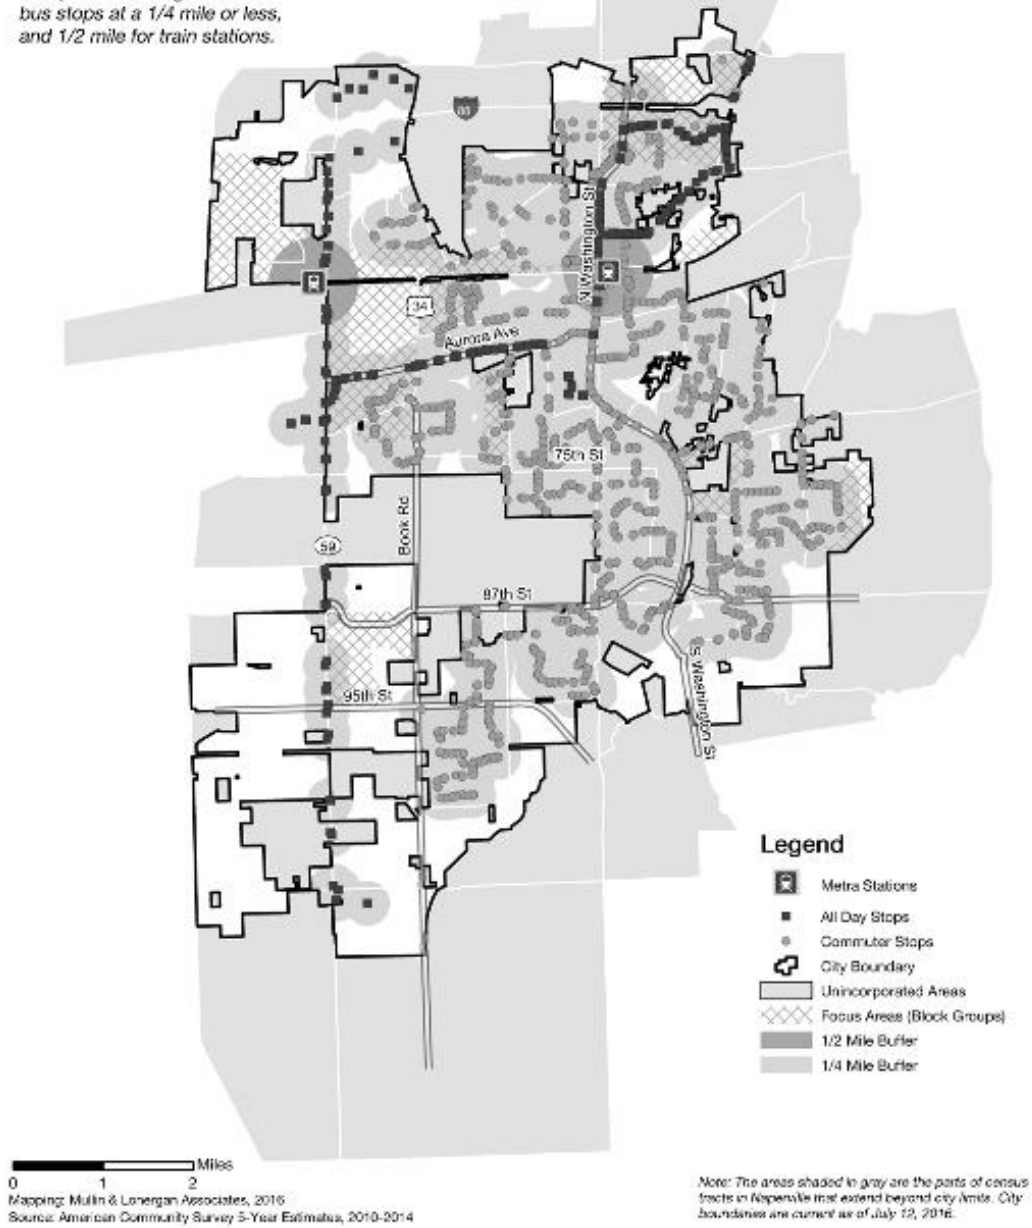 bus stops at a 1/4 mile or less,
and 1/2 mile for train stations.
N Washington St
34
Aurora Ave
75th St
Book Rd
59
87th St
95th St
S Washington St
Legend
Metra Stations
All Day Stops
Commuter Stops
City Boundary
Unincorporated Areas
Focus Areas (Block Groups)
1/2 Mile Buffer
1/4 Mile Buffer
Miles
0 1 2
Mapping: Mullin & Lonergan Associates, 2016
Source: American Community Survey 5-Year Estimates, 2010-2014
Note: The areas shaded in gray are the parts of census
tracts in Naperville that extend beyond city limits. City
boundaries are current as of July 12, 2016.